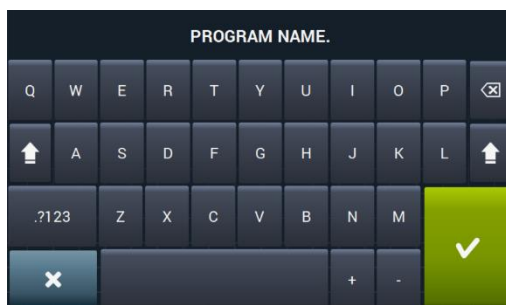 PROGRAM NAME.
Q W E R T Y U I O P
A S D F G H J K L
.?123 Z X C V B N M
+ -